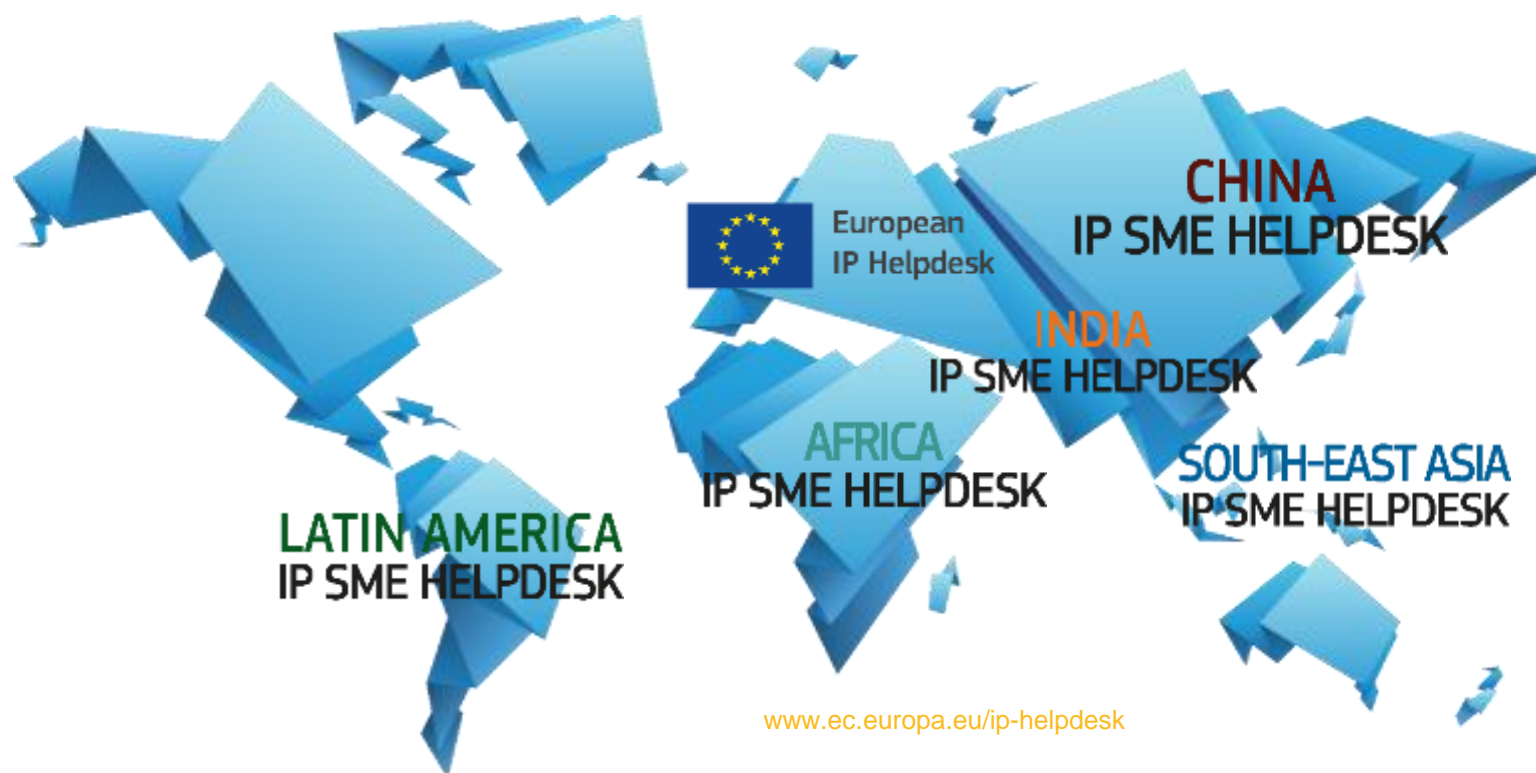 CHINA
IP SME HELPDESK
European
IP Helpdesk
INDIA
IP SME HELPDESK
AFRICA
IP SME HELPDESK
SOUTH-EAST ASIA
IP SME HELPDESK
LATIN AMERICA
IP SME HELPDESK
www.ec.europa.eu/ip-helpdesk